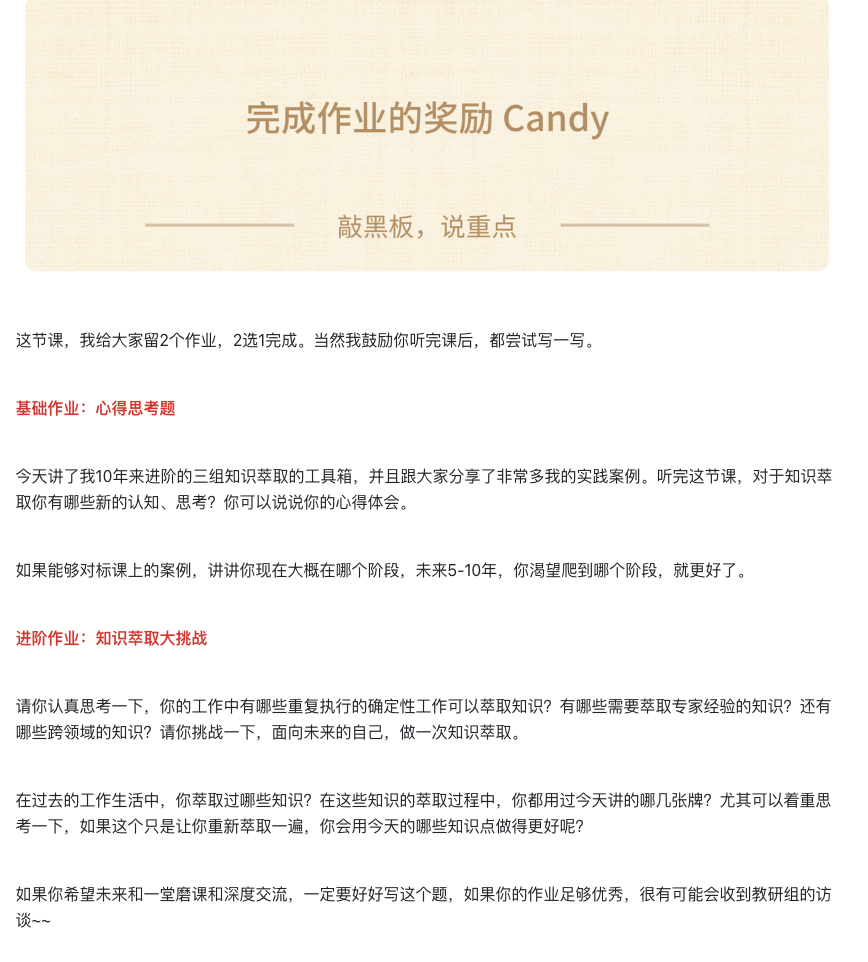 完成作业的奖励 Candy
敲黑板，说重点
这节课，我给大家留2个作业，2选1完成。当然我鼓励你听完课后，都尝试写一写。
基础作业：心得思考题
今天讲了我10年来进阶的三组知识萃取的工具箱，并且跟大家分享了非常多我的实践案例。听完这节课，对于知识萃
取你有哪些新的认知、思考？你可以说说你的心得体会。
如果能够对标课上的案例，讲讲你现在大概在哪个阶段，未来5-10年，你渴望爬到哪个阶段，就更好了。
进阶作业：知识萃取大挑战
请你认真思考一下，你的工作中有哪些重复执行的确定性工作可以萃取知识？有哪些需要萃取专家经验的知识？还有
哪些跨领域的知识？请你挑战一下，面向未来的自己，做一次知识萃取。
在过去的工作生活中，你萃取过哪些知识？在这些知识的萃取过程中，你都用过今天讲的哪几张牌？尤其可以着重思
考一下，如果这个只是让你重新萃取一遍，你会用今天的哪些知识点做得更好呢？
如果你希望未来和一堂磨课和深度交流，一定要好好写这个题，如果你的作业足够优秀，很有可能会收到教研组的访
谈~~